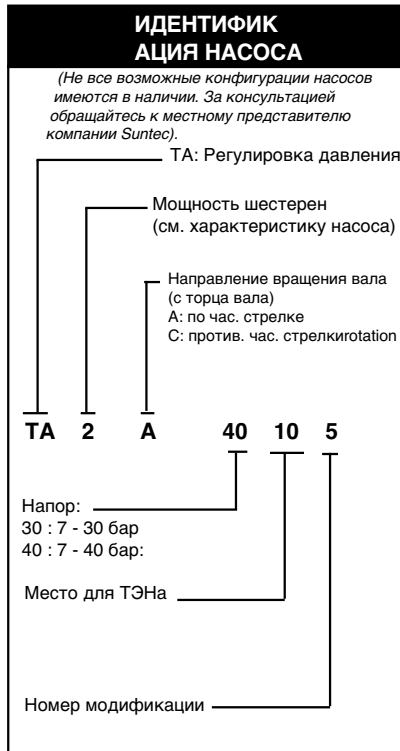 ИДЕНТИФИК
АЦИЯ НАСОСА
(Не все возможные конфигурации насосов
имеются в наличии. За консультацией
обращайтесь к местному представителю
компании Suntec).
TA: Регулировка давления
Мощность шестерен
(см. характеристику насоса)
Направление вращения вала
(с торца вала)
A: по час. стрелке
C: против. час. стрелкиrotation
TA 2 A 40 10 5
Напор:
30 : 7 - 30 бар
40 : 7 - 40 бар:
Место для ТЭНа
Номер модификации